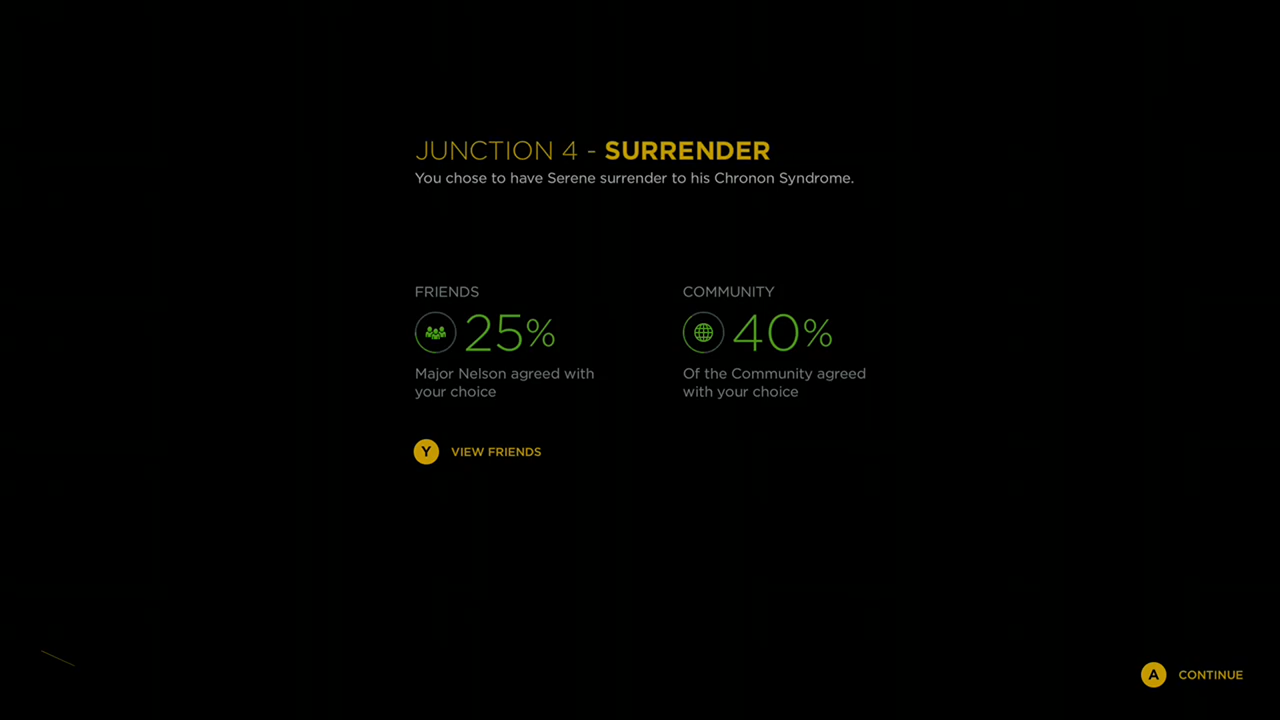 JUNCTION 4 - SURRENDER
You chose to have Serene surrender to his Chronon Syndrome.
FRIENDS
25%
Major Nelson agreed with
your choice
COMMUNITY
40%
Of the Community agreed
with your choice
Y VIEW FRIENDS
A CONTINUE